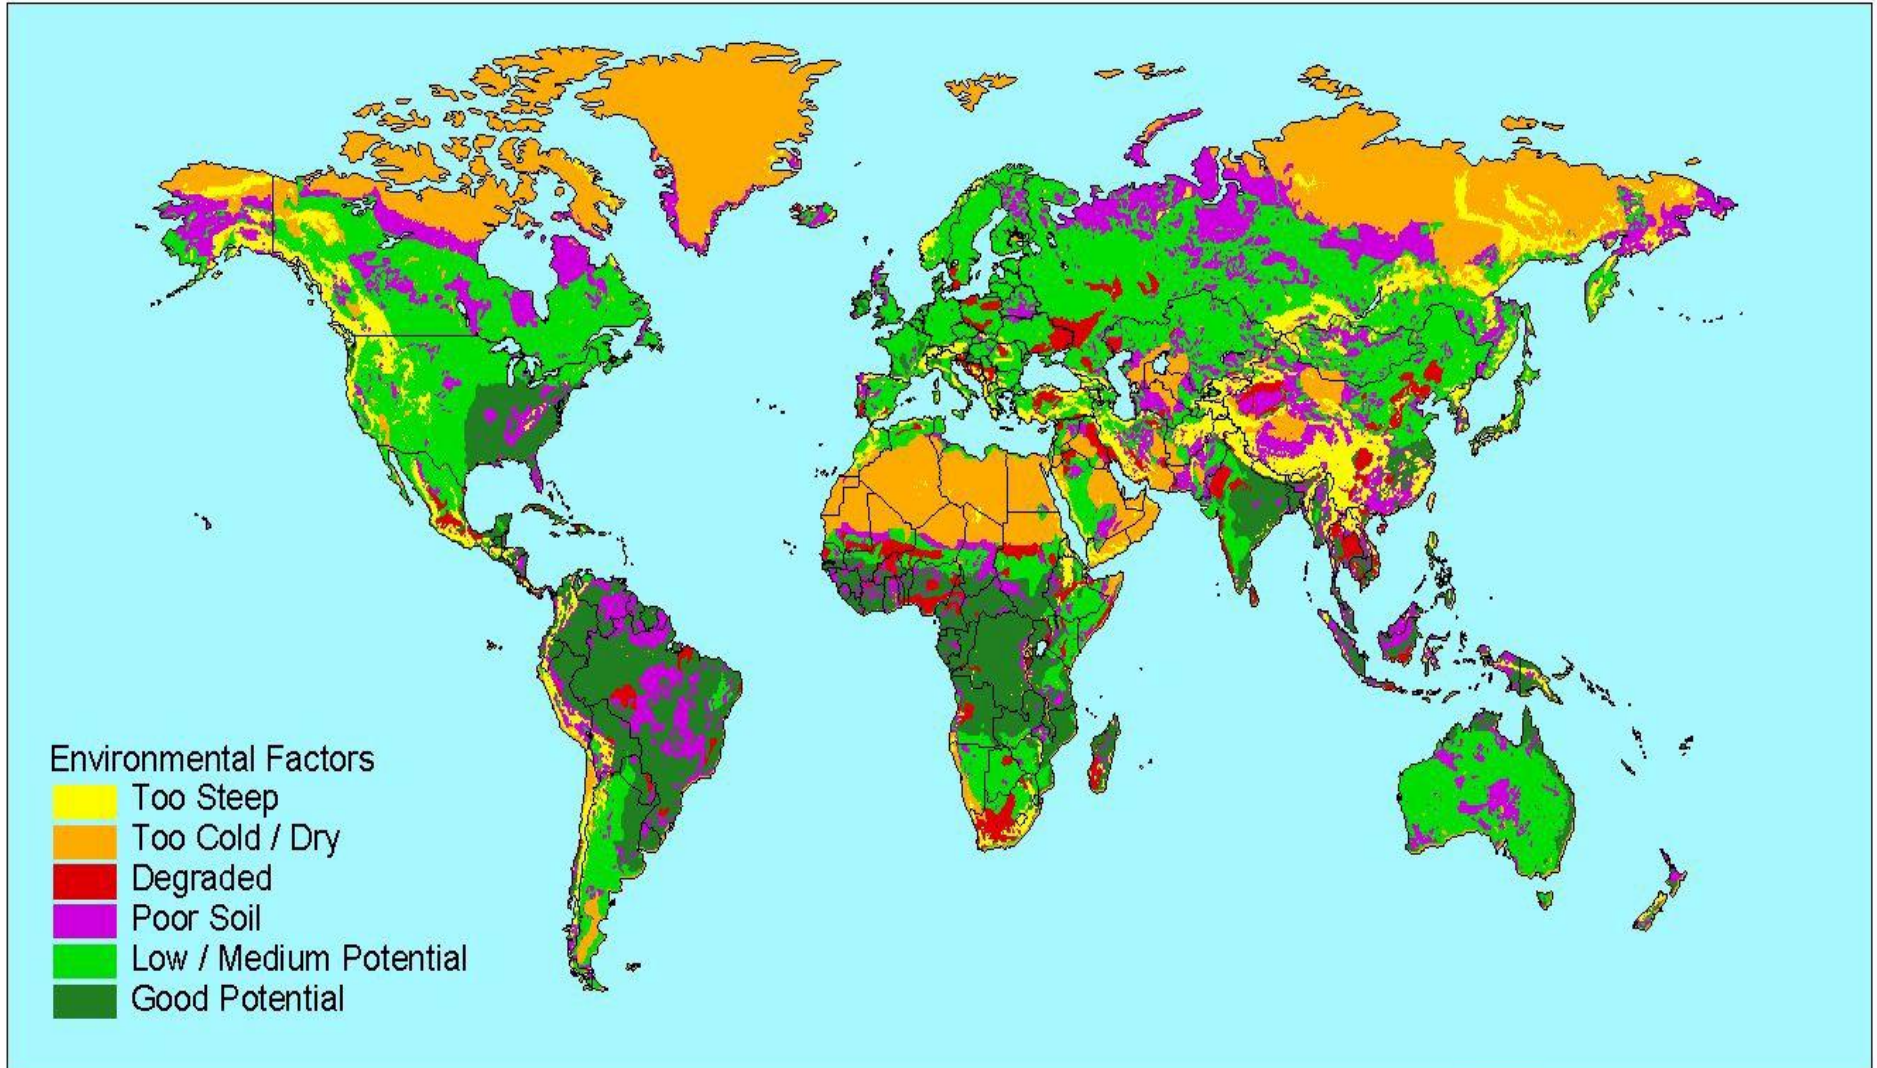 Environmental Factors
Too Steep
Too Cold / Dry
Degraded
Poor Soil
Low / Medium Potential
Good Potential